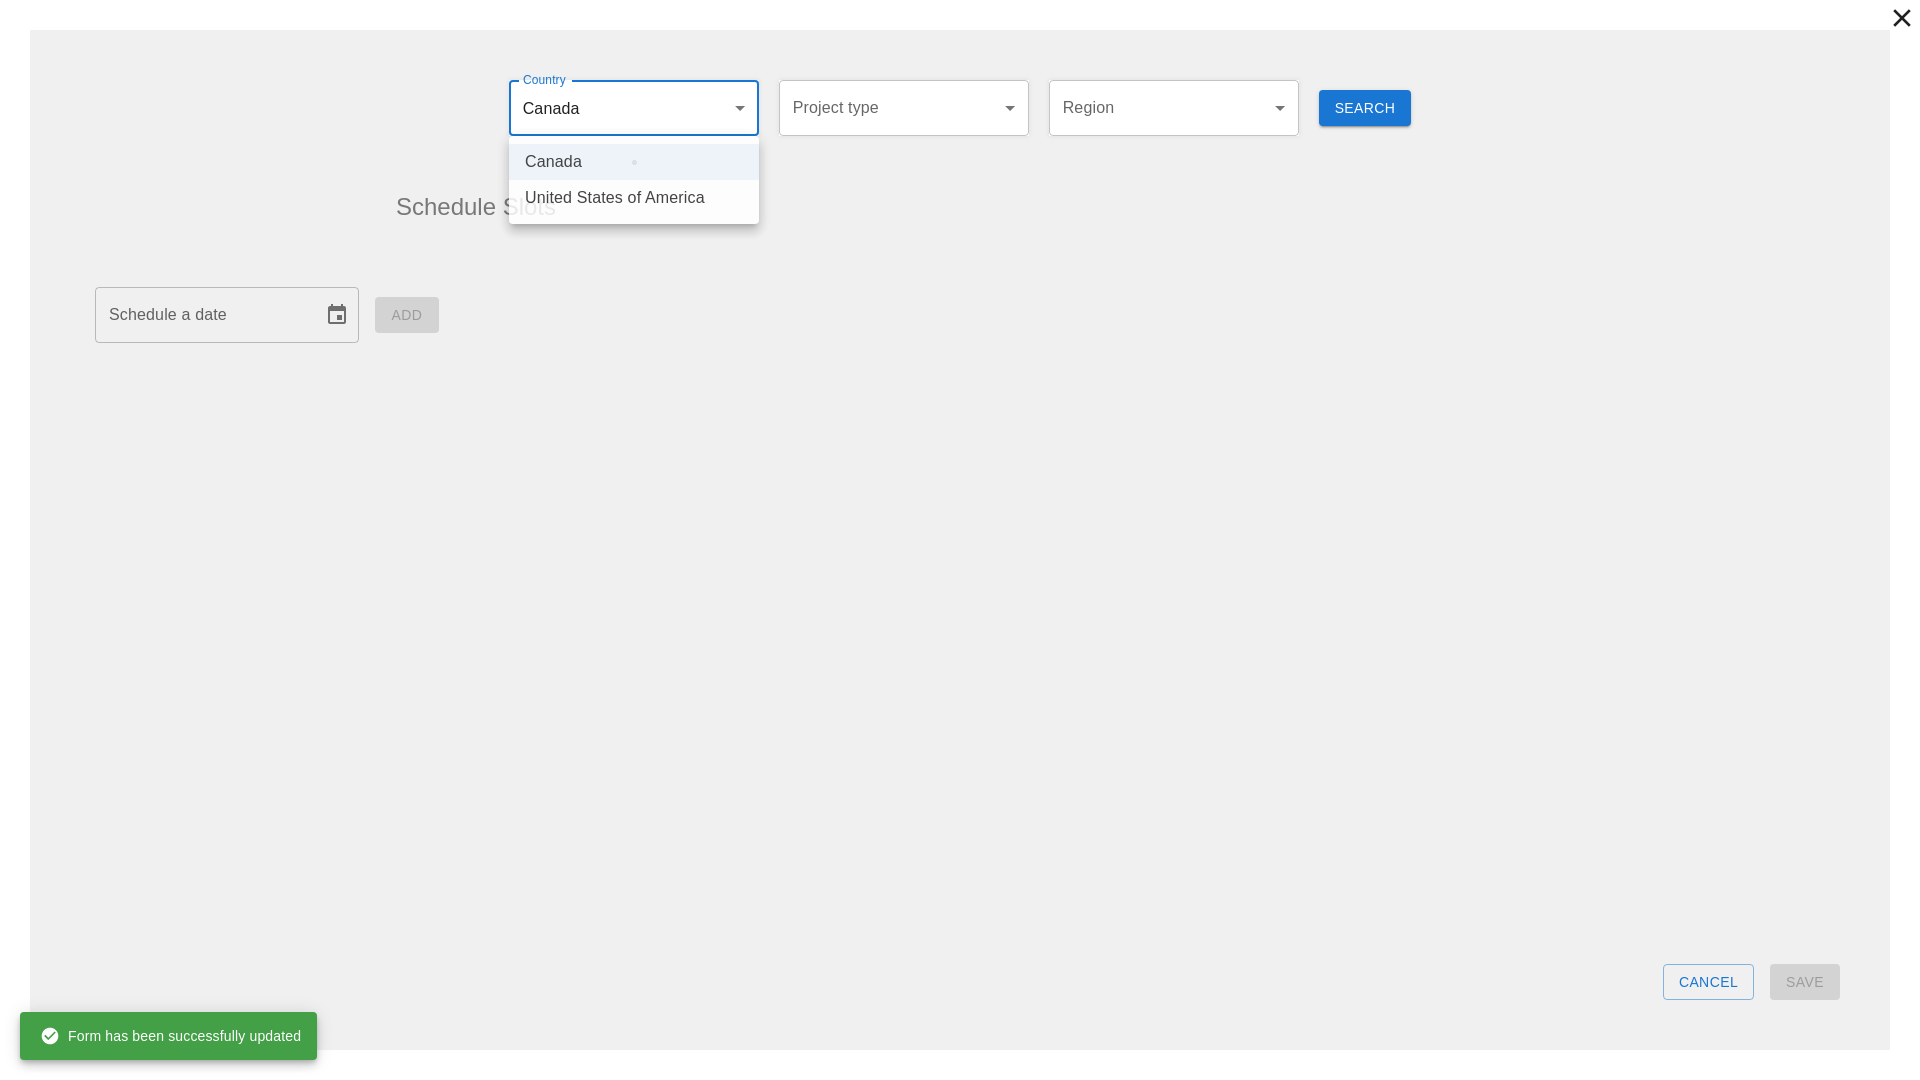 Country
Canada
Project type
Region
SEARCH
Canada
United States of America
Schedule Slots
Schedule a date
ADD
CANCEL
SAVE
Form has been successfully updated